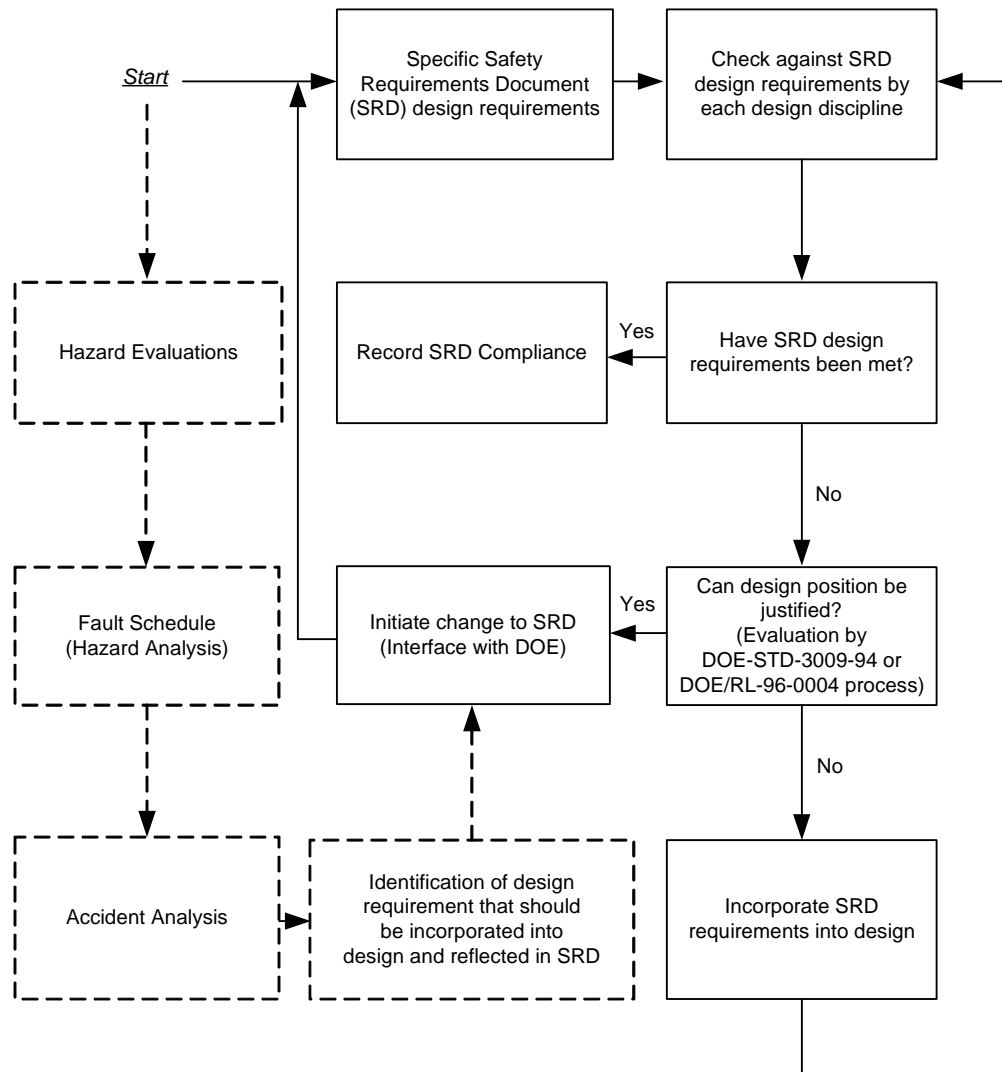 Start
Specific Safety
Requirements Document
(SRD) design requirements
Check against SRD
design requirements by
each design discipline
Hazard Evaluations
Record SRD Compliance
Yes
Have SRD design
requirements been met?
No
Fault Schedule
(Hazard Analysis)
Initiate change to SRD
(Interface with DOE)
Yes
Can design position be
justified?
(Evaluation by
DOE-STD-3009-94 or
DOE/RL-96-0004 process)
No
Accident Analysis
Identification of design
requirement that should
be incorporated into
design and reflected in SRD
Incorporate SRD
requirements into design